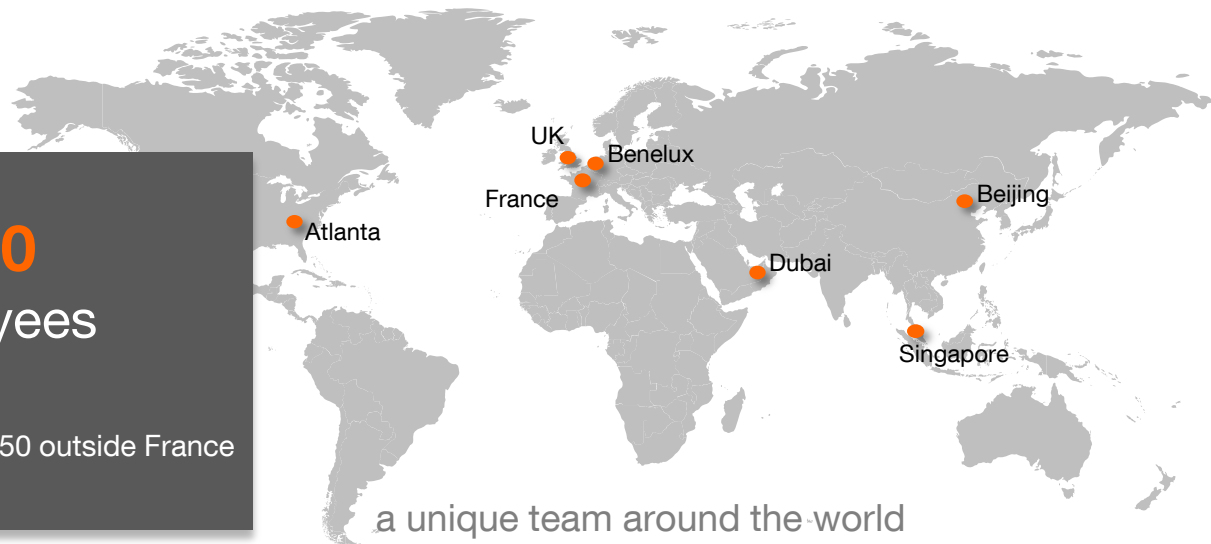 UK
Benelux
France
Beijing
Atlanta
Dubai
Singapore
0
yees
50 outside France
a unique team around the world